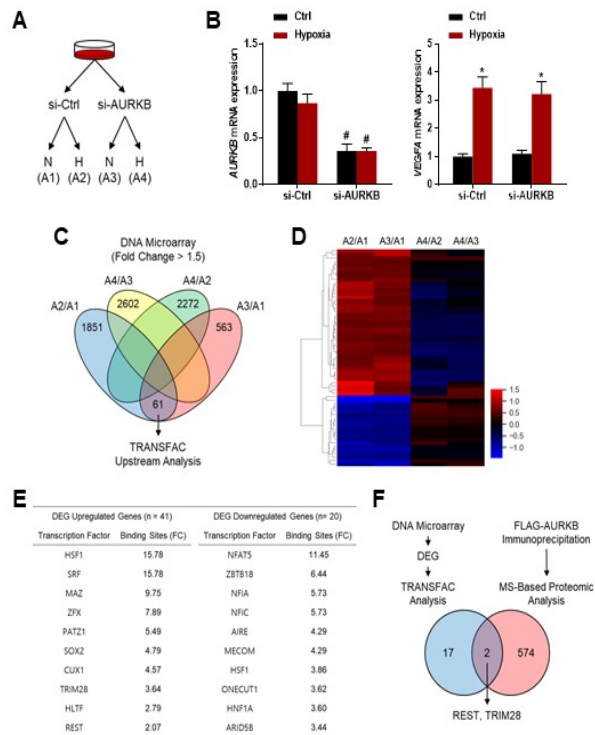 A
si-Ctrl si-AURKB
N H N H
(A1) (A2) (A3) (A4)
B
Ctrl
Hypoxia
AURKB mRNA expression
1.5
1.0
0.5
0.0
# #
si-Ctrl si-AURKB
Ctrl
Hypoxia
VEGFA mRNA expression
5
4
3
2
1
0
* *
si-Ctrl si-AURKB
C
DNA Microarray
(Fold Change > 1.5)
A4/A3 A4/A2
A2/A1 A3/A1
2602 2272
1851 563
61
TRANSFAC
Upstream Analysis
D
A2/A1 A3/A1 A4/A2 A4/A3
1.5
1.0
0.5
0
−0.5
−1.0
E
DEG Upregulated Genes (n = 41) DEG Downregulated Genes (n= 20)
Transcription Factor Binding Sites (FC) Transcription Factor Binding Sites (FC)
HSF1 15.78 NFAT5 11.45
SRF 15.78 ZBTB18 6.44
MAZ 9.75 NFIA 5.73
ZFX 7.89 NFIC 5.73
PATZ1 5.49 AIRE 4.29
SOX2 4.79 MECOM 4.29
CUX1 4.57 HSF1 3.86
TRIM28 3.64 ONECUT1 3.62
HLTF 2.79 HNF1A 3.60
REST 2.07 ARID5B 3.44
F
DNA Microarray FLAG-AURKB
Immunoprecipitation
DEG
TRANSFAC MS-Based Proteomic
Analysis Analysis
17 2 574
REST, TRIM28